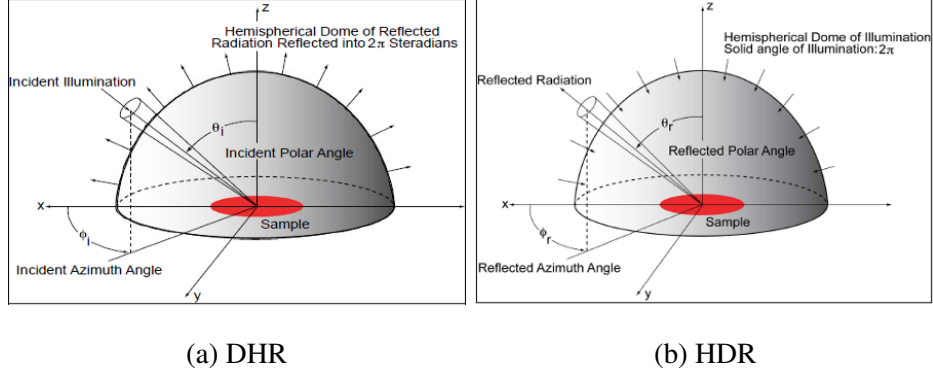 z
Hemispherical Dome of Reflected
Radiation Reflected into 2π Steradians
Incident Illumination
θi
Incident Polar Angle
x
Sample
ϕi
Incident Azimuth Angle
y
(a) DHR
z
Hemispherical Dome of Illumination
Solid angle of Illumination:2π
Reflected Radiation
θr
Reflected Polar Angle
x
Sample
ϕr
Reflected Azimuth Angle
y
(b) HDR